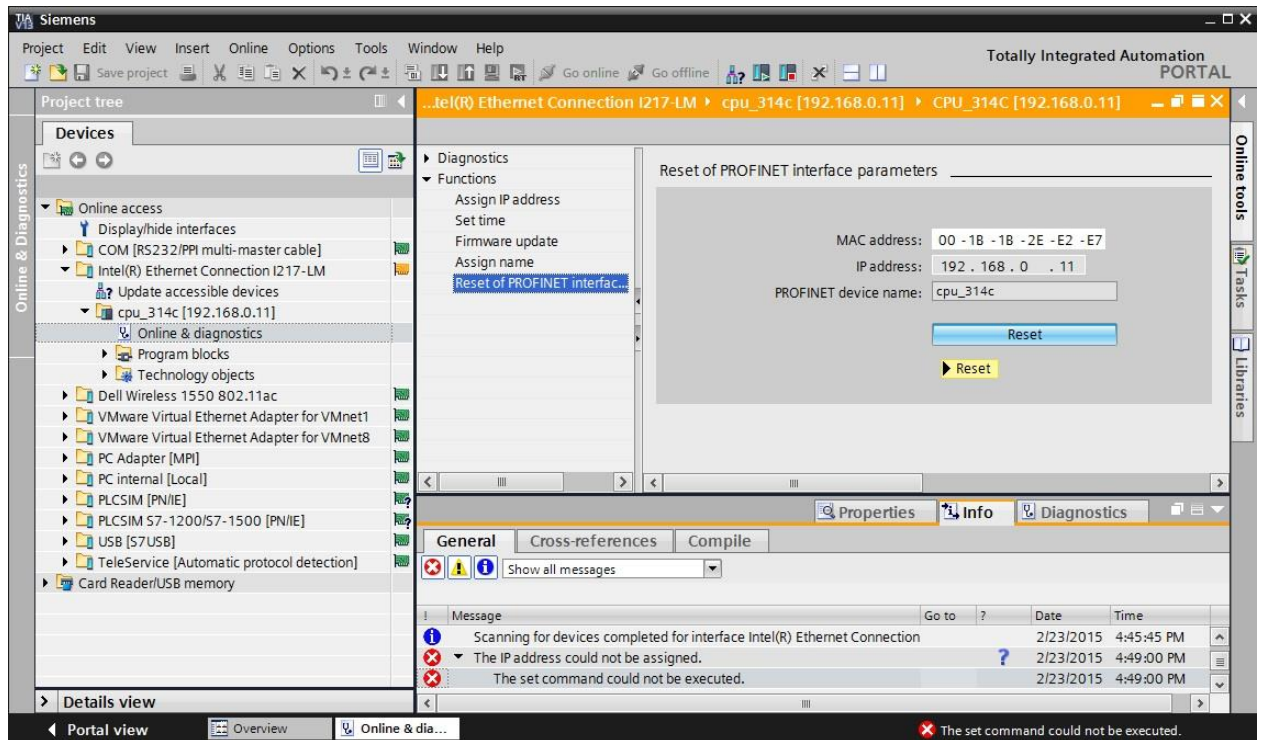 TIA
V13
Siemens
Project Edit View Insert Online Options Tools Window Help
Totally Integrated Automation
PORTAL
Save project
Go online
Go offline
Project tree
...tel(R) Ethernet Connection I217-LM ▸ cpu_314c [192.168.0.11] ▸ CPU_314C [192.168.0.11]
Devices
Online & Diagnostics
Online access
Display/hide interfaces
COM [RS232/PPI multi-master cable]
Intel(R) Ethernet Connection I217-LM
Update accessible devices
cpu_314c [192.168.0.11]
Online & diagnostics
Program blocks
Technology objects
Dell Wireless 1550 802.11ac
VMware Virtual Ethernet Adapter for VMnet1
VMware Virtual Ethernet Adapter for VMnet8
PC Adapter [MPI]
PC internal [Local]
PLCSIM [PN/IE]
PLCSIM S7-1200/S7-1500 [PN/IE]
USB [S7USB]
TeleService [Automatic protocol detection]
Card Reader/USB memory
Details view
Diagnostics
Functions
Assign IP address
Set time
Firmware update
Assign name
Reset of PROFINET interfac...
Reset of PROFINET interface parameters
MAC address: 00 -1B -1B -2E -E2 -E7
IP address: 192 . 168 . 0 . 11
PROFINET device name: cpu_314c
Reset
Reset
Online tools
Tasks
Libraries
Properties Info Diagnostics
General Cross-references Compile
Show all messages
! Message Go to ? Date Time
Scanning for devices completed for interface Intel(R) Ethernet Connection 2/23/2015 4:45:45 PM
The IP address could not be assigned. ? 2/23/2015 4:49:00 PM
The set command could not be executed. 2/23/2015 4:49:00 PM
Portal view Overview Online & dia... The set command could not be executed.